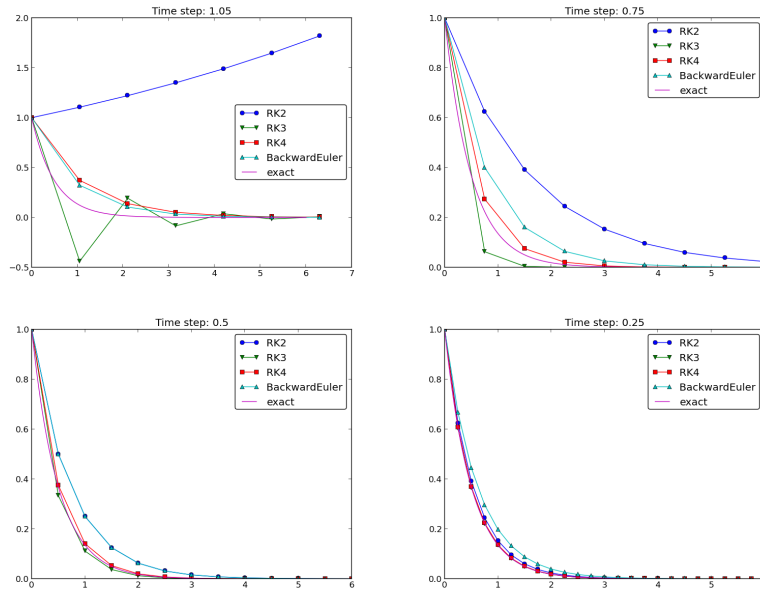 Time step: 1.05
2.0
1.5
1.0
0.5
0.0
−0.5
0 1 2 3 4 5 6 7
RK2
RK3
RK4
BackwardEuler
exact
Time step: 0.75
1.0
0.8
0.6
0.4
0.2
0.0
0 1 2 3 4 5
RK2
RK3
RK4
BackwardEuler
exact
Time step: 0.5
1.0
0.8
0.6
0.4
0.2
0.0
0 1 2 3 4 5 6
RK2
RK3
RK4
BackwardEuler
exact
Time step: 0.25
1.0
0.8
0.6
0.4
0.2
0.0
0 1 2 3 4 5
RK2
RK3
RK4
BackwardEuler
exact